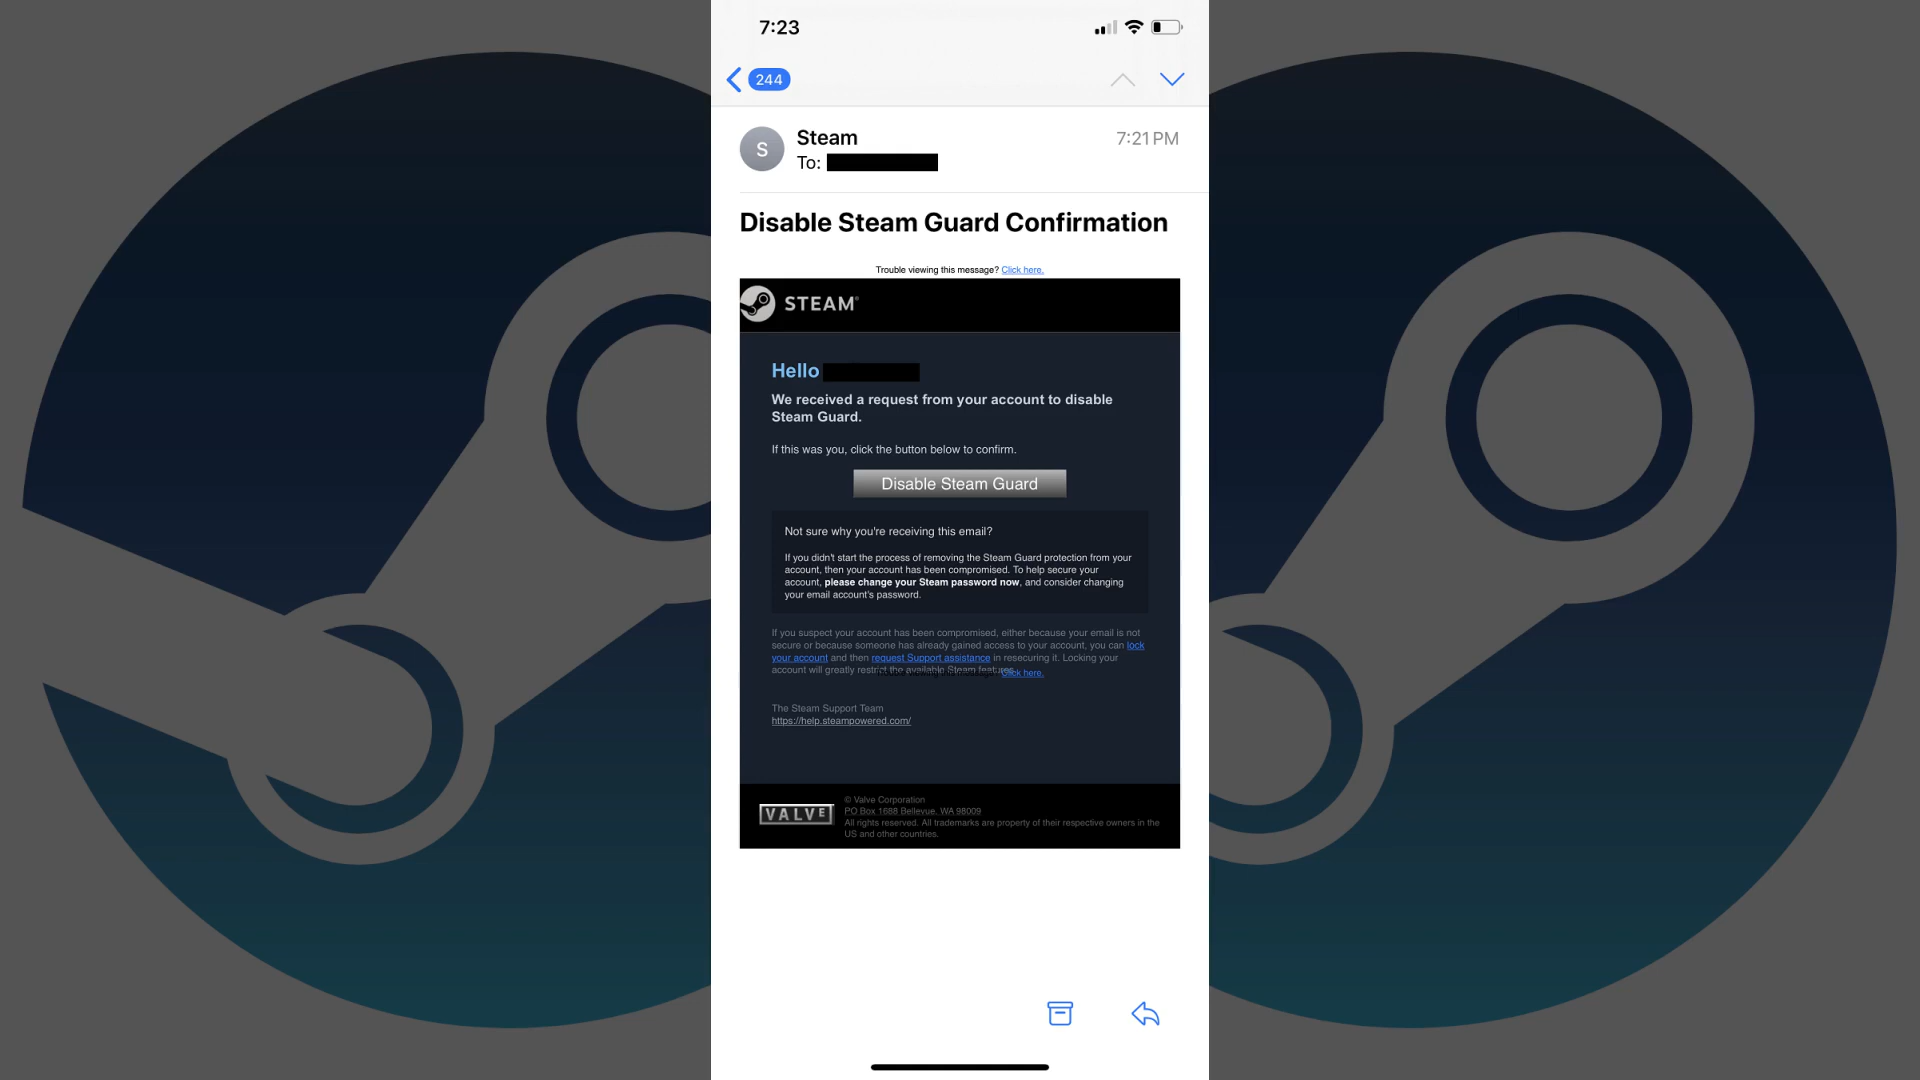 7:23
244
S
Steam
7:21 PM
To:
Disable Steam Guard Confirmation
Trouble viewing this message? Click here.
STEAM®
Hello
We received a request from your account to disable
Steam Guard.
If this was you, click the button below to confirm.
Disable Steam Guard
Not sure why you're receiving this email?
If you didn't start the process of removing the Steam Guard protection from your
account, then your account has been compromised. To help secure your
account, please change your Steam password now, and consider changing
your email account's password.
If you suspect your account has been compromised, either because your email is not
secure or because someone has already gained access to your account, you can lock
your account and then request Support assistance in resecuring it. Locking your
account will greatly restrict the available Steam features.
Click here.
The Steam Support Team
https://help.steampowered.com/
VALVE
© Valve Corporation
PO Box 1688 Bellevue, WA 98009
All rights reserved. All trademarks are property of their respective owners in the
US and other countries.